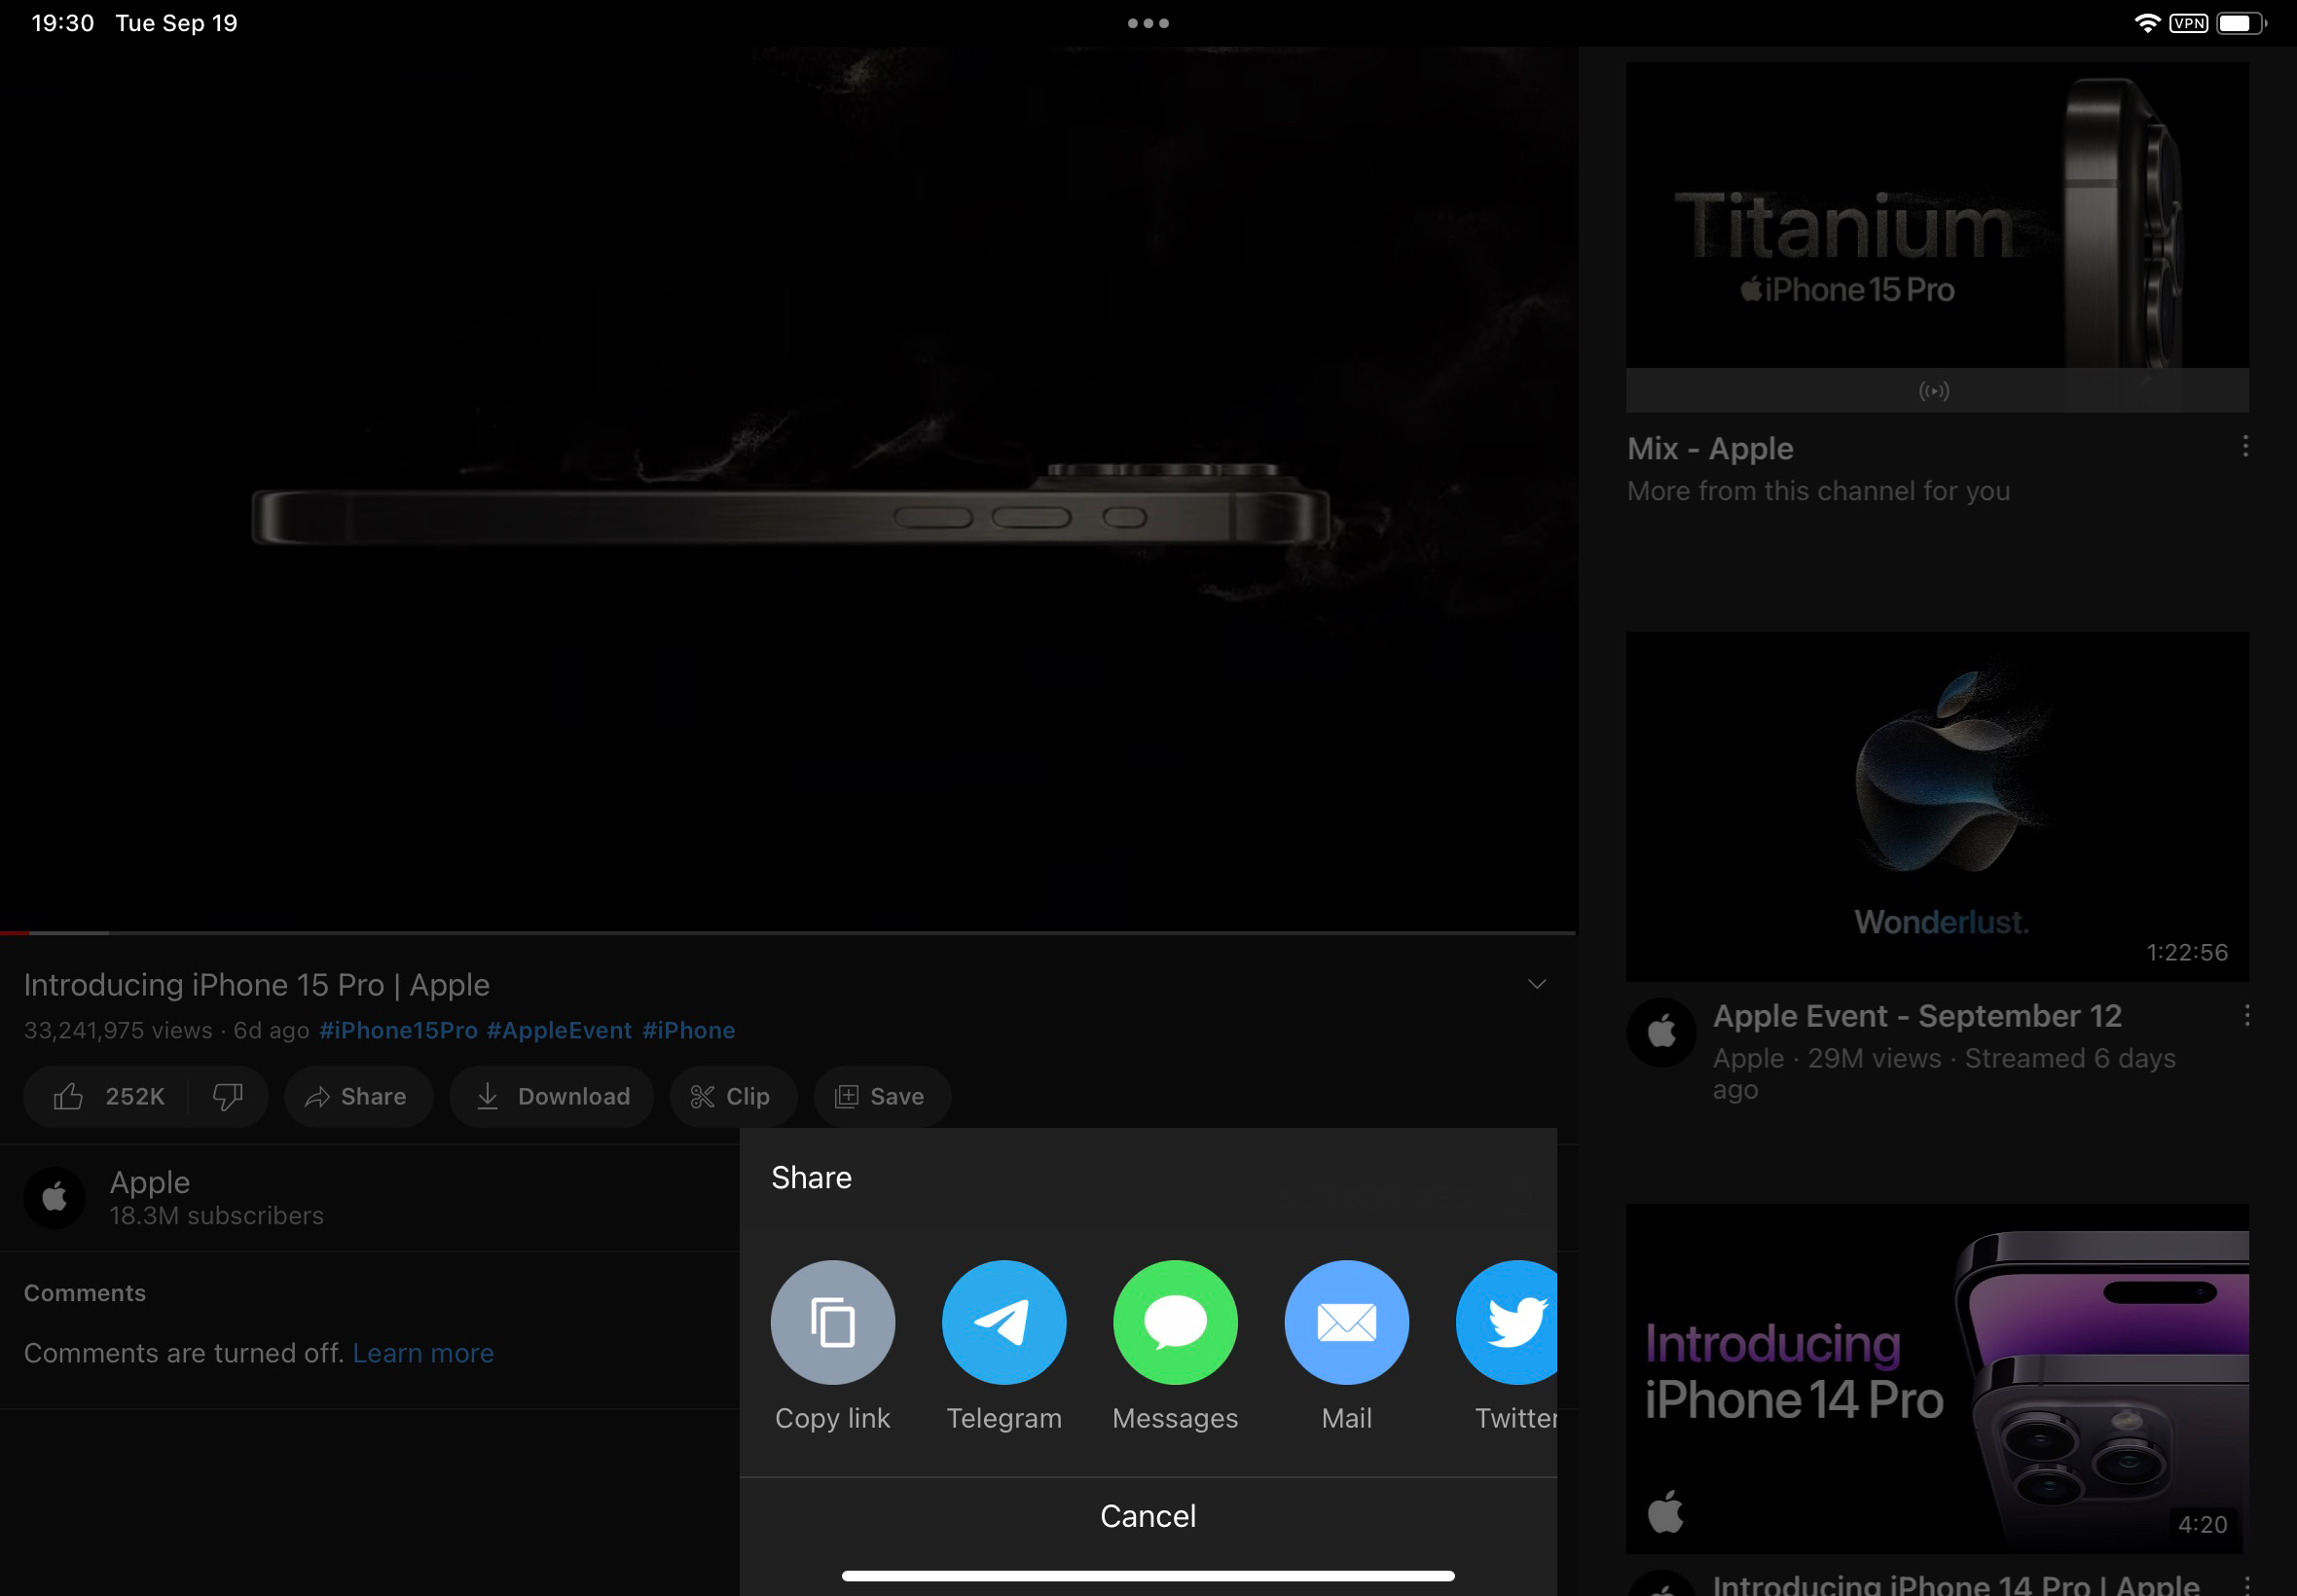 19:30 Tue Sep 19
VPN
Titanium
iPhone 15 Pro
Mix - Apple
More from this channel for you
Wonderlust.
1:22:56
Apple Event - September 12
Apple · 29M views · Streamed 6 days
ago
Introducing
iPhone 14 Pro
4:20
Introducing iPhone 14 Pro | Apple
Introducing iPhone 15 Pro | Apple
33,241,975 views · 6d ago #iPhone15Pro #AppleEvent #iPhone
252K Share Download Clip Save
Apple
18.3M subscribers
Comments
Comments are turned off. Learn more
Share
Copy link Telegram Messages Mail Twitter
Cancel